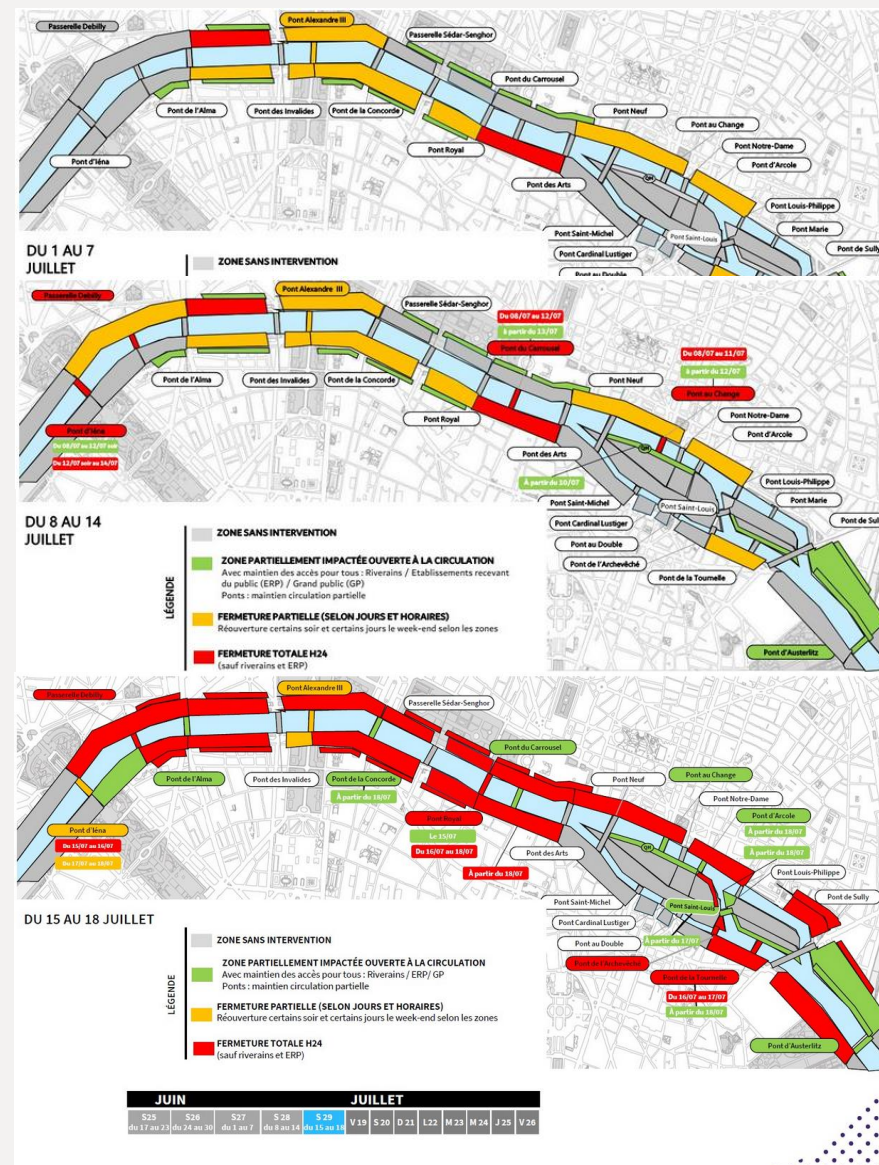 Passerelle Debilly
Pont Alexandre III
Passerelle Sédar-Senghor
Pont du Carrousel
Pont de l'Alma
Pont des Invalides
Pont de la Concorde
Pont Neuf
Pont au Change
Pont Royal
Pont Notre-Dame
Pont d'Iéna
Pont d'Arcole
Pont des Arts
Pont Louis-Philippe
Pont Saint-Michel
Pont Saint-Louis
Pont Marie
Pont Cardinal Lustiger
Pont de Sully
Pont au Double
DU 1 AU 7
JUILLET
ZONE SANS INTERVENTION
Passerelle Debilly
Pont Alexandre III
Passerelle Sédar-Senghor
Du 08/07 au 12/07
à partir du 13/07
Pont du Carrousel
Du 08/07 au 11/07
à partir du 12/07
Pont au Change
Pont de l'Alma
Pont des Invalides
Pont de la Concorde
Pont Neuf
Pont Royal
Pont Notre-Dame
Pont d'Iéna
Du 08/07 au 12/07 soir
Du 12/07 soir au 14/07
Pont d'Arcole
Pont des Arts
À partir du 10/07
Pont Louis-Philippe
Pont Saint-Michel
Pont Saint-Louis
Pont Marie
Pont Cardinal Lustiger
Pont de Sul
Pont au Double
Pont de l'Archevêché
Pont de la Tournelle
Pont d'Austerlitz
DU 8 AU 14
JUILLET
LÉGENDE
ZONE SANS INTERVENTION
ZONE PARTIELLEMENT IMPACTÉE OUVERTE À LA CIRCULATION
Avec maintien des accès pour tous : Riverains / Etablissements recevant
du public (ERP) / Grand public (GP)
Ponts : maintien circulation partielle
FERMETURE PARTIELLE (SELON JOURS ET HORAIRES)
Réouverture certains soir et certains jours le week-end selon les zones
FERMETURE TOTALE H24
(sauf riverains et ERP)
Passerelle Debilly
Pont Alexandre III
Passerelle Sédar-Senghor
Pont du Carrousel
Pont de l'Alma
Pont des Invalides
Pont de la Concorde
À partir du 18/07
Pont Neuf
Pont au Change
Pont Notre-Dame
Pont d'Iéna
Du 15/07 au 16/07
Du 17/07 au 18/07
Pont Royal
Le 15/07
Du 16/07 au 18/07
À partir du 18/07
Pont d'Arcole
À partir du 18/07
À partir du 18/07
Pont des Arts
Pont Louis-Philippe
Pont de Sully
Pont Saint-Michel
Pont Saint-Louis
Pont Cardinal Lustiger
Pont au Double
À partir du 17/07
Pont de l'Archevêché
Pont de la Tournelle
Du 16/07 au 17/07
À partir du 18/07
Pont d'Austerlitz
DU 15 AU 18 JUILLET
LÉGENDE
ZONE SANS INTERVENTION
ZONE PARTIELLEMENT IMPACTÉE OUVERTE À LA CIRCULATION
Avec maintien des accès pour tous : Riverains / ERP/ GP
Ponts : maintien circulation partielle
FERMETURE PARTIELLE (SELON JOURS ET HORAIRES)
Réouverture certains soir et certains jours le week-end selon les zones
FERMETURE TOTALE H24
(sauf riverains et ERP)
JUIN JUILLET
S25 S26 S27 S 28 S 29
du 17 au 23 du 24 au 30 du 1 au 7 du 8 au 14 du 15 au 18 V 19 S 20 D 21 L22 M 23 M 24 J 25 V 26